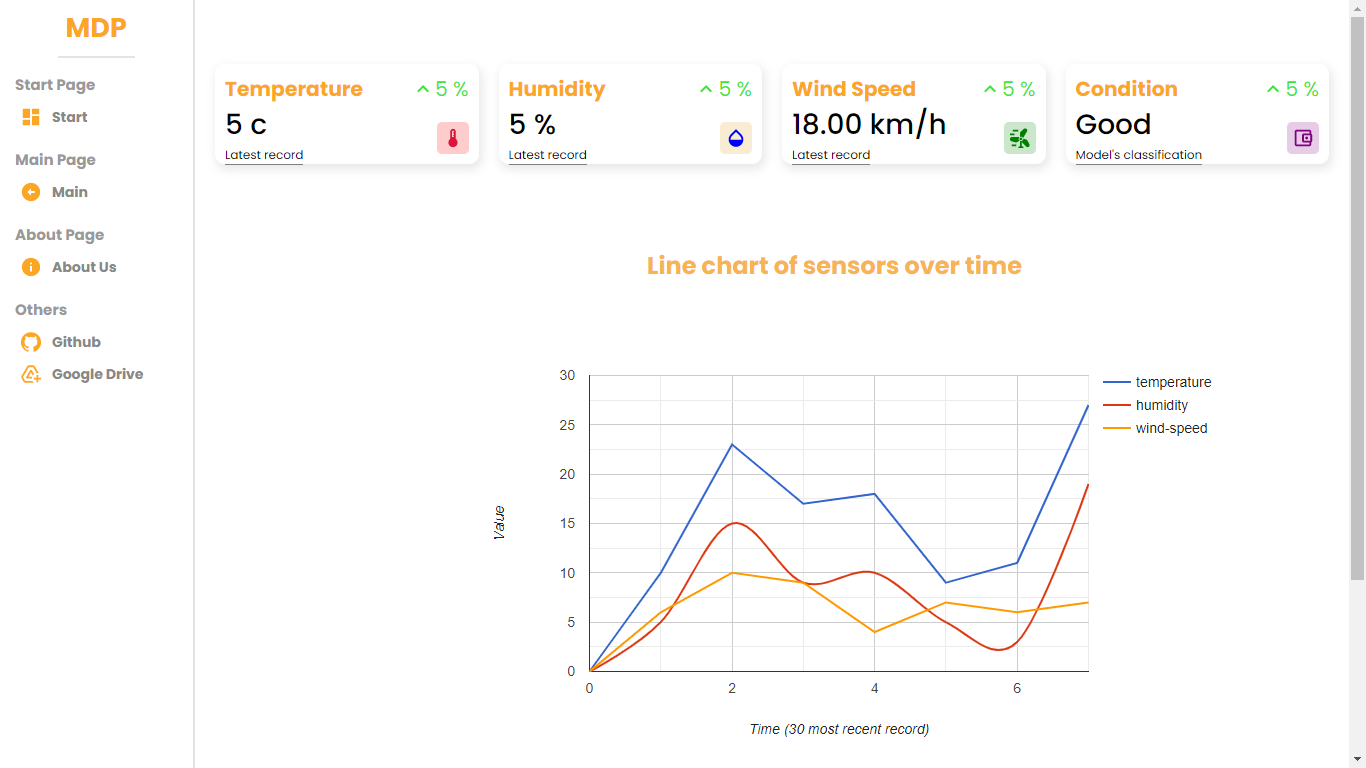 MDP
Start Page
Start
Main Page
Main
About Page
About Us
Others
Github
Google Drive
Temperature 5 %
5 c
Latest record
Humidity 5 %
5 %
Latest record
Wind Speed 5 %
18.00 km/h
Latest record
Condition 5 %
Good
Model's classification
Line chart of sensors over time
30
25
20
15
10
5
0
Value
0 2 4 6
Time (30 most recent record)
temperature
humidity
wind-speed